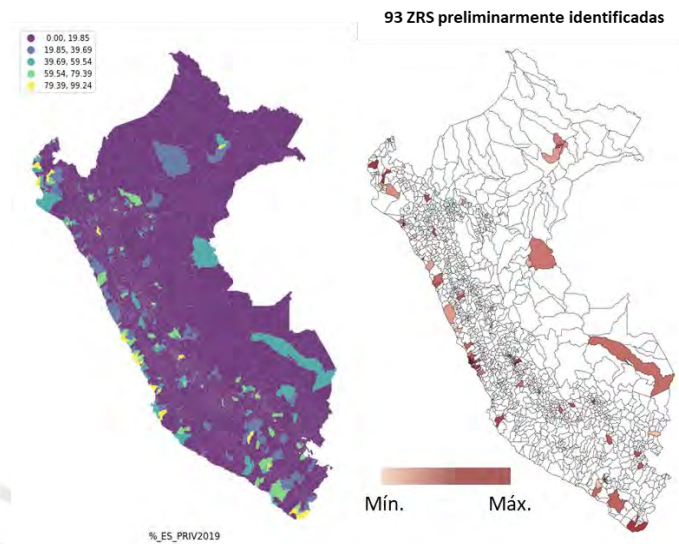 93 ZRS preliminarmente identificadas
0.00, 19.85
19.85, 39.69
39.69, 59.54
59.54, 79.39
79.39, 99.24
Mín. Máx.
%_ES_PRIV2019